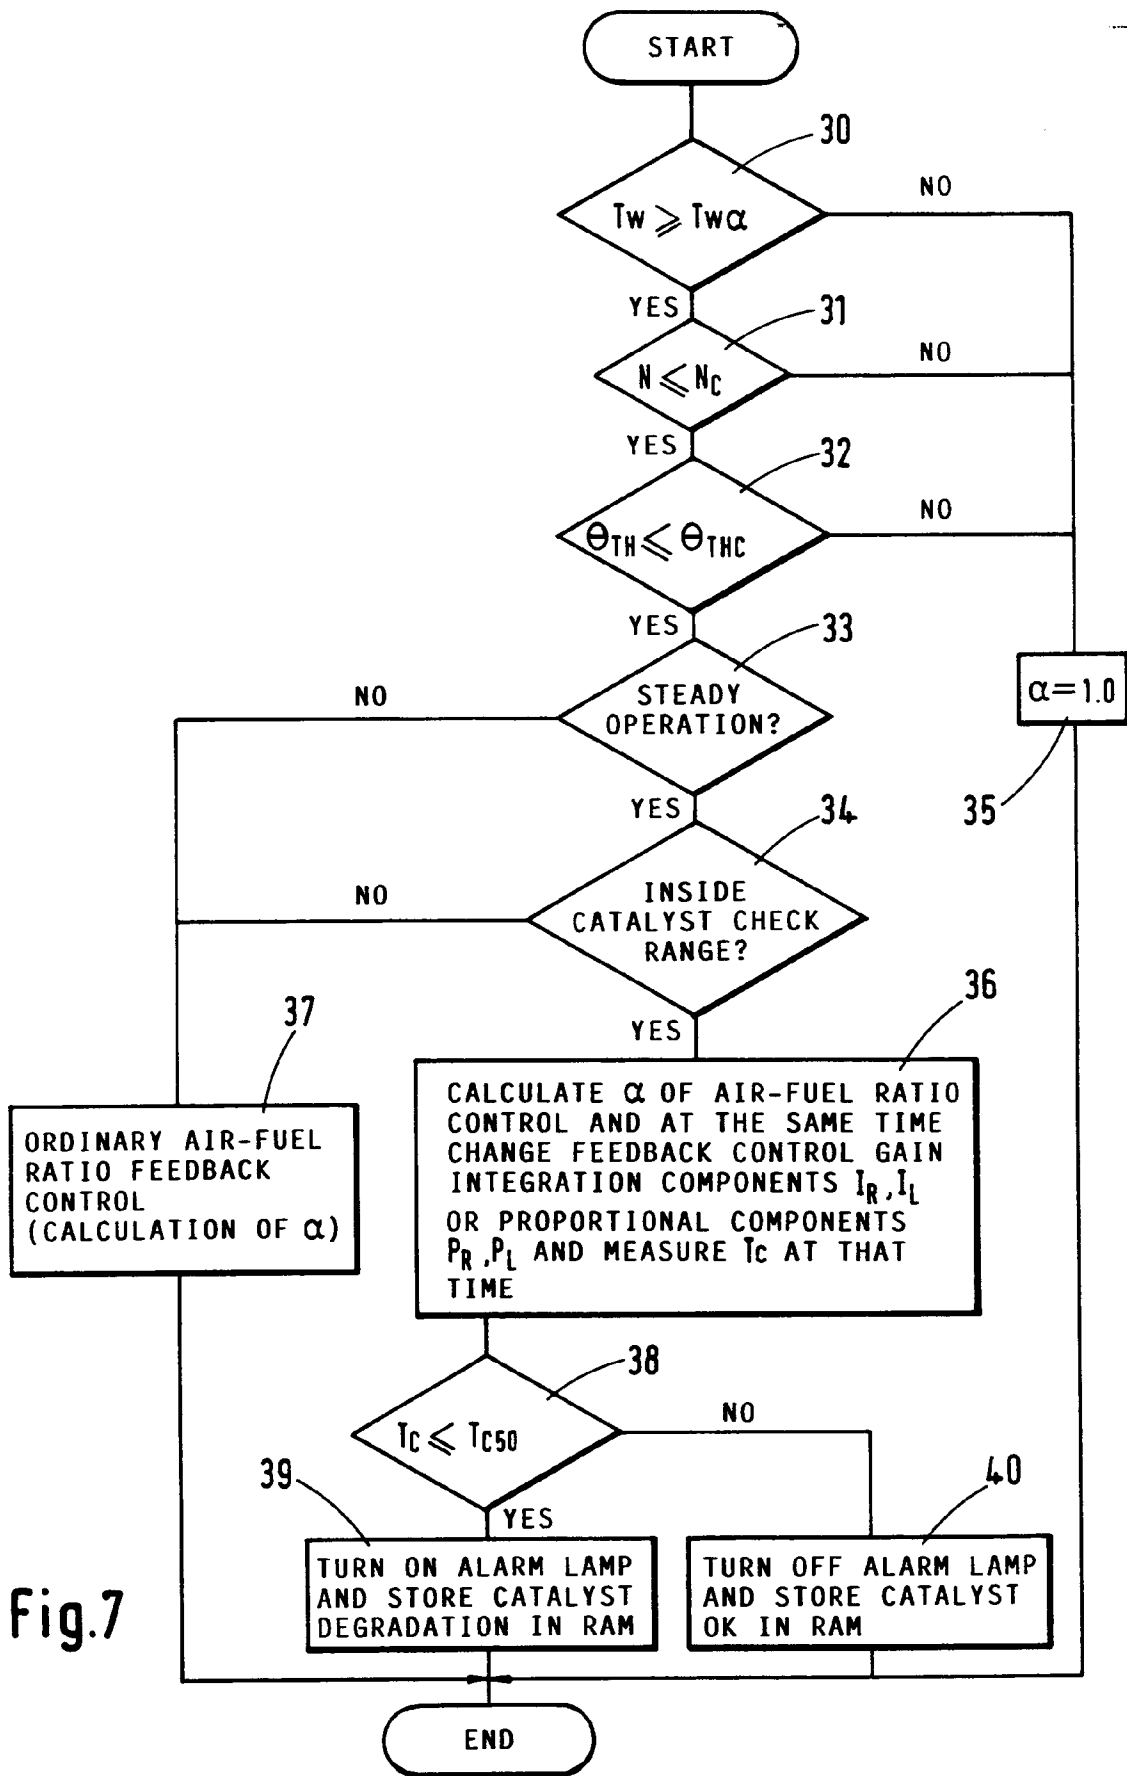 START
30
Tw ⩾ Twα
NO
YES
31
N ⩽ NC
NO
YES
32
ΘTH ⩽ ΘTHC
NO
YES
33
STEADY
OPERATION?
NO
α=1.0
35
YES
34
INSIDE
CATALYST CHECK
RANGE?
NO
YES
36
37
CALCULATE α OF AIR-FUEL RATIO
CONTROL AND AT THE SAME TIME
CHANGE FEEDBACK CONTROL GAIN
INTEGRATION COMPONENTS IR,IL
OR PROPORTIONAL COMPONENTS
PR,PL AND MEASURE TC AT THAT
TIME
ORDINARY AIR-FUEL
RATIO FEEDBACK
CONTROL
(CALCULATION OF α)
38
TC ⩽ TC50
NO
YES
39
TURN ON ALARM LAMP
AND STORE CATALYST
DEGRADATION IN RAM
40
TURN OFF ALARM LAMP
AND STORE CATALYST
OK IN RAM
Fig.7
END